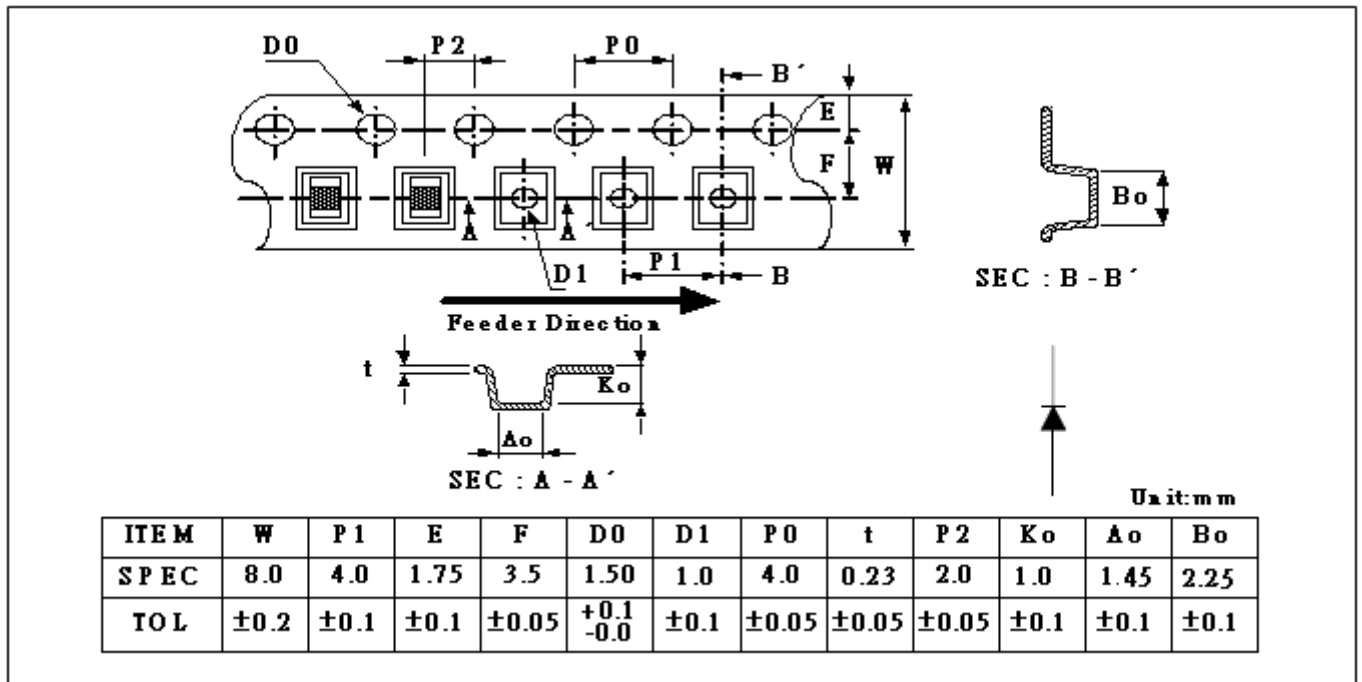 D0
P2
P0
B´
E
F
W
A
A´
D1
P1
B
Bo
SEC : B - B´
Feeder Direction
t
Ko
Ao
SEC : A - A´
Unit:mm
ITEM W P1 E F D0 D1 P0 t P2 Ko Ao Bo
SPEC 8.0 4.0 1.75 3.5 1.50 1.0 4.0 0.23 2.0 1.0 1.45 2.25
TOL ±0.2 ±0.1 ±0.1 ±0.05 +0.1 -0.0 ±0.1 ±0.05 ±0.05 ±0.05 ±0.1 ±0.1 ±0.1